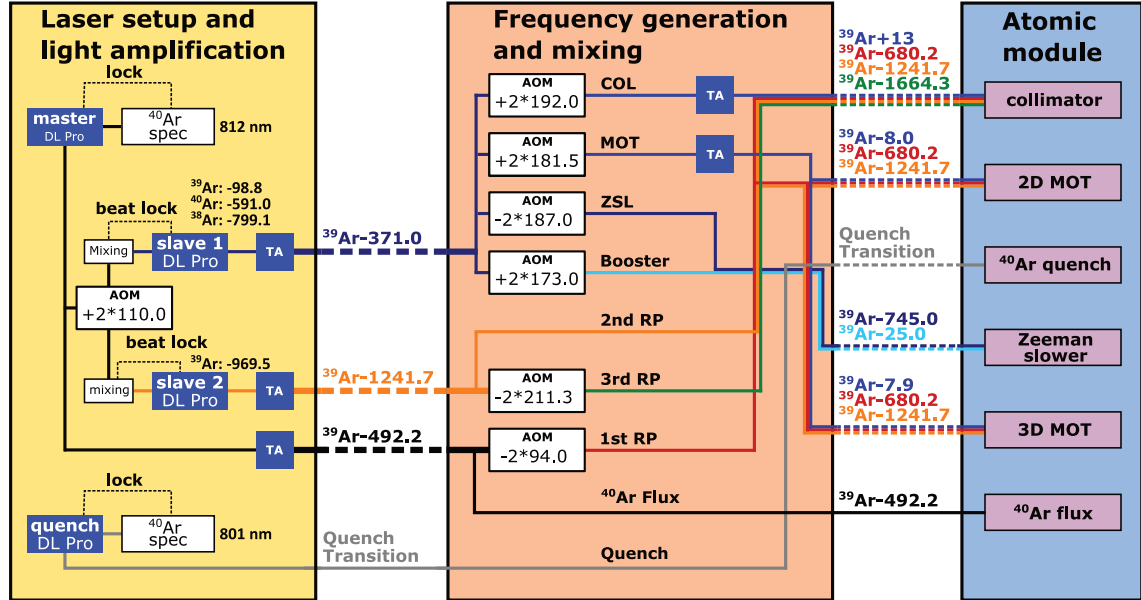 Laser setup and
light amplification
lock
master
DL Pro
⁴⁰Ar
spec
812 nm
³⁹Ar: -98.8
⁴⁰Ar: -591.0
³⁸Ar: -799.1
beat lock
Mixing
slave 1
DL Pro
TA
AOM
+2*110.0
beat lock
³⁹Ar: -969.5
mixing
slave 2
DL Pro
TA
TA
lock
quench
DL Pro
⁴⁰Ar
spec
801 nm
³⁹Ar-371.0
³⁹Ar-1241.7
³⁹Ar-492.2
Quench
Transition
Frequency generation
and mixing
AOM
+2*192.0
COL
TA
AOM
+2*181.5
MOT
TA
AOM
-2*187.0
ZSL
AOM
+2*173.0
Booster
2nd RP
AOM
-2*211.3
3rd RP
AOM
-2*94.0
1st RP
⁴⁰Ar Flux
Quench
³⁹Ar+13
³⁹Ar-680.2
³⁹Ar-1241.7
³⁹Ar-1664.3
³⁹Ar-8.0
³⁹Ar-680.2
³⁹Ar-1241.7
Quench
Transition
³⁹Ar-745.0
³⁹Ar-25.0
³⁹Ar-7.9
³⁹Ar-680.2
³⁹Ar-1241.7
³⁹Ar-492.2
Atomic
module
collimator
2D MOT
⁴⁰Ar quench
Zeeman
slower
3D MOT
⁴⁰Ar flux